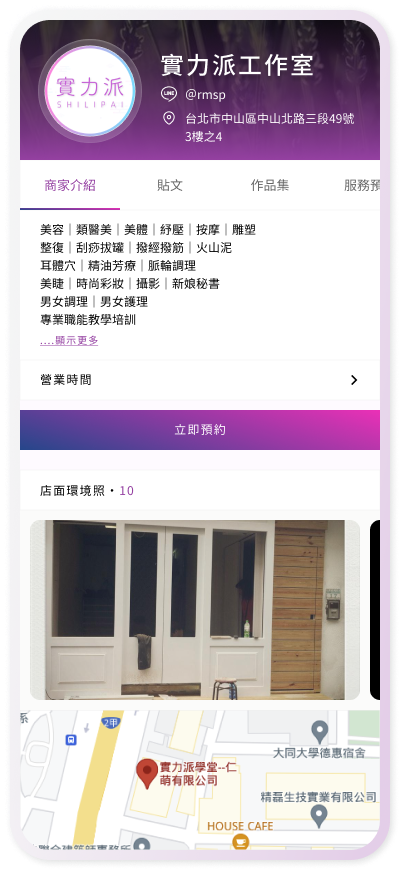 實力派
SHILIPAI
實力派工作室
LINE
@rmsp
台北市中山區中山北路三段49號
3樓之4
商家介紹
貼文
作品集
服務預
美容｜類醫美｜美體｜紓壓｜按摩｜雕塑
整復｜刮痧拔罐｜撥經撥筋｜火山泥
耳體穴｜精油芳療｜脈輪調理
美睫｜時尚彩妝｜攝影｜新娘秘書
男女調理｜男女護理
專業職能教學培訓
....顯示更多
營業時間
立即預約
店面環境照・10
系
2甲
大同大學德惠宿舍
實力派學堂--仁
萌有限公司
精磊生技實業有限公司
HOUSE CAFE
聯合建築師事務所